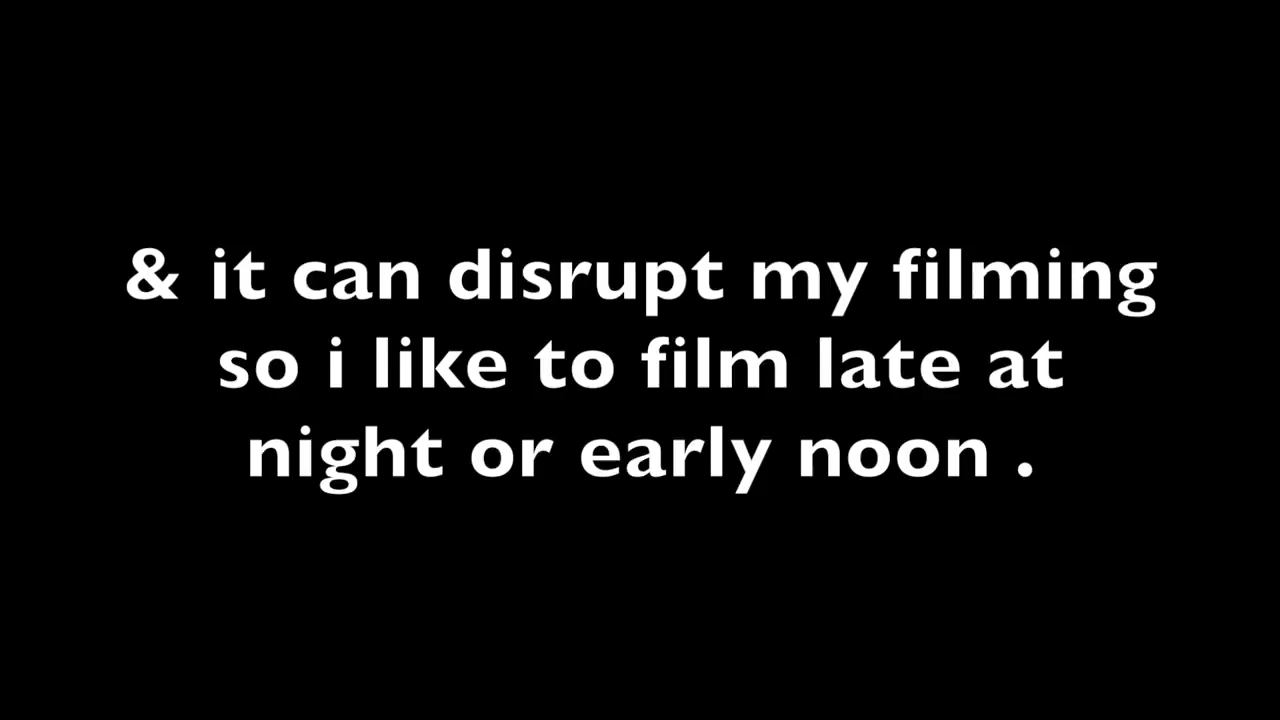 & it can disrupt my filming
so i like to film late at
night or early noon .